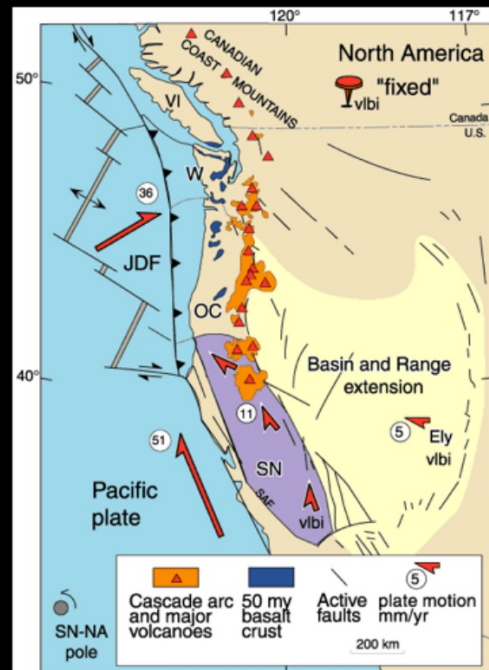 120°
117°
50°
40°
North America
"fixed"
vlbi
CANADIAN
COAST MOUNTAINS
Canada
U.S.
VI
W
36
JDF
OC
Basin and Range
extension
5
Ely
vlbi
11
51
SN
SAF
vlbi
Pacific
plate
SN-NA
pole
Cascade arc
and major
volcanoes
50 my
basalt
crust
Active
faults
5
plate motion
mm/yr
200 km